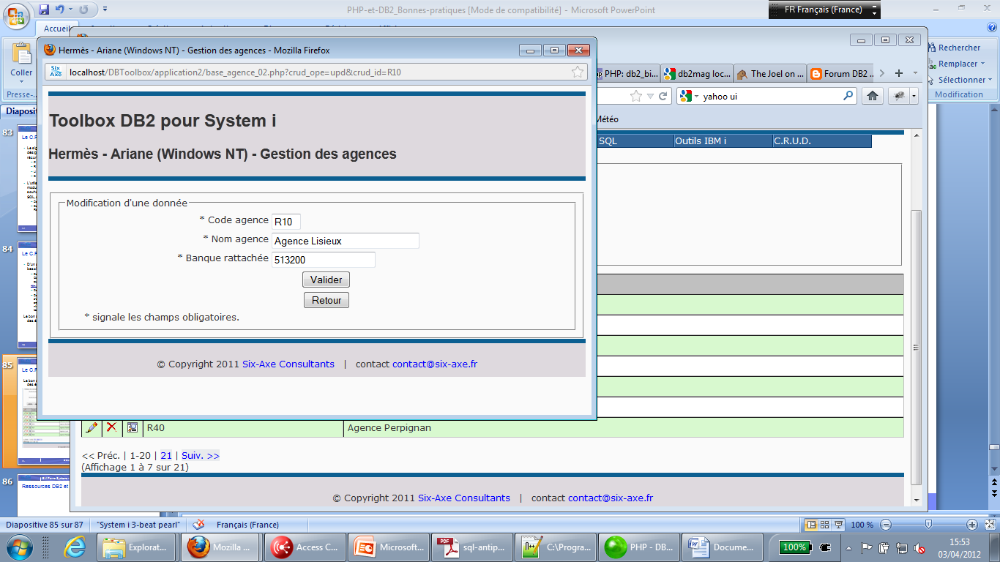 PHP-et-DB2_Bonnes-pratiques [Mode de compatibilité] - Microsoft PowerPoint
FR Français (France)
Accueil
Coller
Presse-...
Rechercher
Remplacer
Sélectionner
Modification
Diaposit
Hermès - Ariane (Windows NT) - Gestion des agences - Mozilla Firefox
Six Axe
localhost/DBToolbox/application2/base_agence_02.php?crud_ope=upd&crud_id=R10
PHP: db2_bi...
db2mag loc...
The Joel on ...
Forum DB2 ...
yahoo ui
Météo
SQL
Outils IBM i
C.R.U.D.
Toolbox DB2 pour System i
Hermès - Ariane (Windows NT) - Gestion des agences
Modification d'une donnée
* Code agence R10
* Nom agence Agence Lisieux
* Banque rattachée 513200
Valider
Retour
* signale les champs obligatoires.
© Copyright 2011 Six-Axe Consultants | contact contact@six-axe.fr
R40 Agence Perpignan
<< Préc. | 1-20 | 21 | Suiv. >>
(Affichage 1 à 7 sur 21)
© Copyright 2011 Six-Axe Consultants | contact contact@six-axe.fr
83
84
85
86
Ressources DB2 et
Diapositive 85 sur 87
"System i 3-beat pearl"
Français (France)
100 %
Explorat...
Mozilla ...
Access C...
Microsoft...
sql-antip...
C:\Progra...
PHP - DB...
Docume...
100%
15:53
03/04/2012